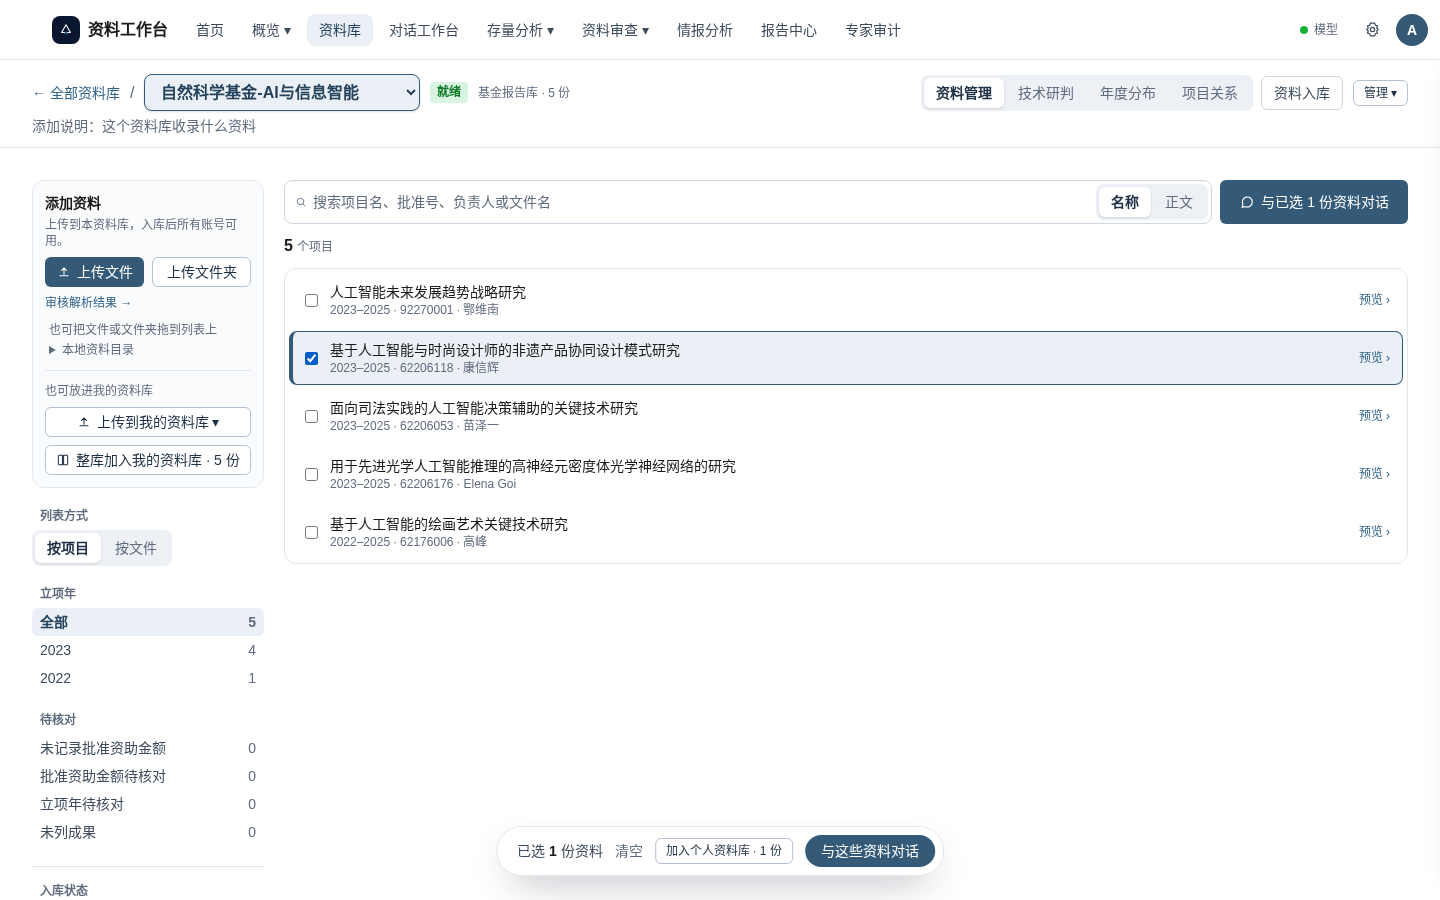 资料工作台
首页
概览 ▾
资料库
对话工作台
存量分析 ▾
资料审查 ▾
情报分析
报告中心
专家审计
模型
A
← 全部资料库 /
自然科学基金-AI与信息智能
就绪
基金报告库 · 5 份
资料管理
技术研判
年度分布
项目关系
资料入库
管理 ▾
添加说明：这个资料库收录什么资料
添加资料
上传到本资料库，入库后所有账号可
用。
上传文件
上传文件夹
审核解析结果 →
也可把文件或文件夹拖到列表上
▶ 本地资料目录
也可放进我的资料库
上传到我的资料库 ▾
整库加入我的资料库 · 5 份
列表方式
按项目
按文件
立项年
全部 5
2023 4
2022 1
待核对
未记录批准资助金额 0
批准资助金额待核对 0
立项年待核对 0
未列成果 0
入库状态
搜索项目名、批准号、负责人或文件名
名称
正文
与已选 1 份资料对话
5 个项目
人工智能未来发展趋势战略研究
2023–2025 · 92270001 · 鄂维南
预览 ›
基于人工智能与时尚设计师的非遗产品协同设计模式研究
2023–2025 · 62206118 · 康信辉
预览 ›
面向司法实践的人工智能决策辅助的关键技术研究
2023–2025 · 62206053 · 苗泽一
预览 ›
用于先进光学人工智能推理的高神经元密度体光学神经网络的研究
2023–2025 · 62206176 · Elena Goi
预览 ›
基于人工智能的绘画艺术关键技术研究
2022–2025 · 62176006 · 高峰
预览 ›
已选 1 份资料
清空
加入个人资料库 · 1 份
与这些资料对话